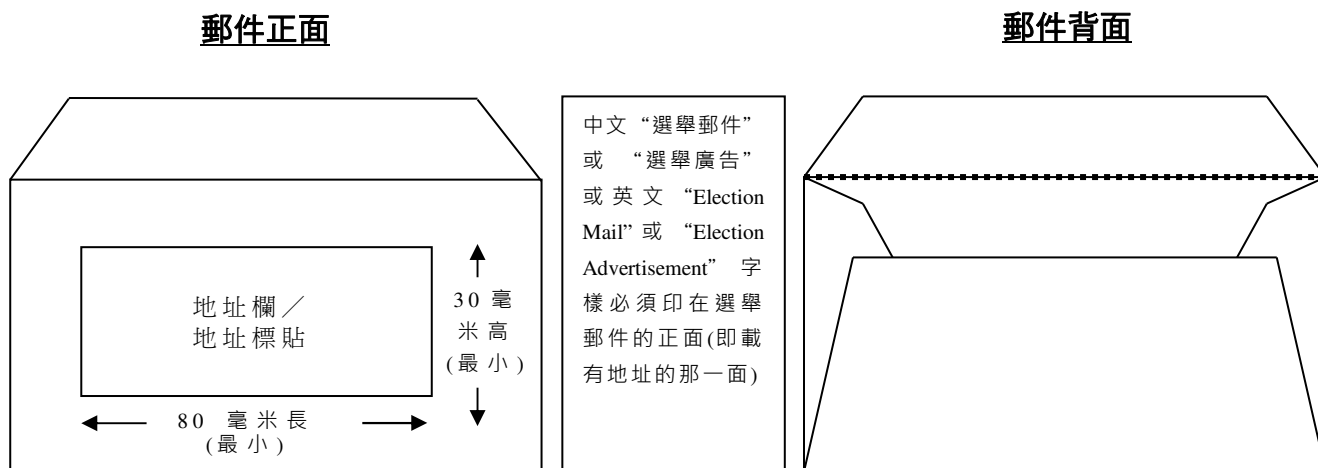 郵件正面
郵件背面
地址欄／
地址標貼
30 毫
米高
(最小)
80 毫米長
(最小)
中文“選舉郵件”
或 “選舉廣告”
或英文“Election
Mail”或 “Election
Advertisement” 字
樣必須印在選舉
郵件的正面(即載
有地址的那一面)